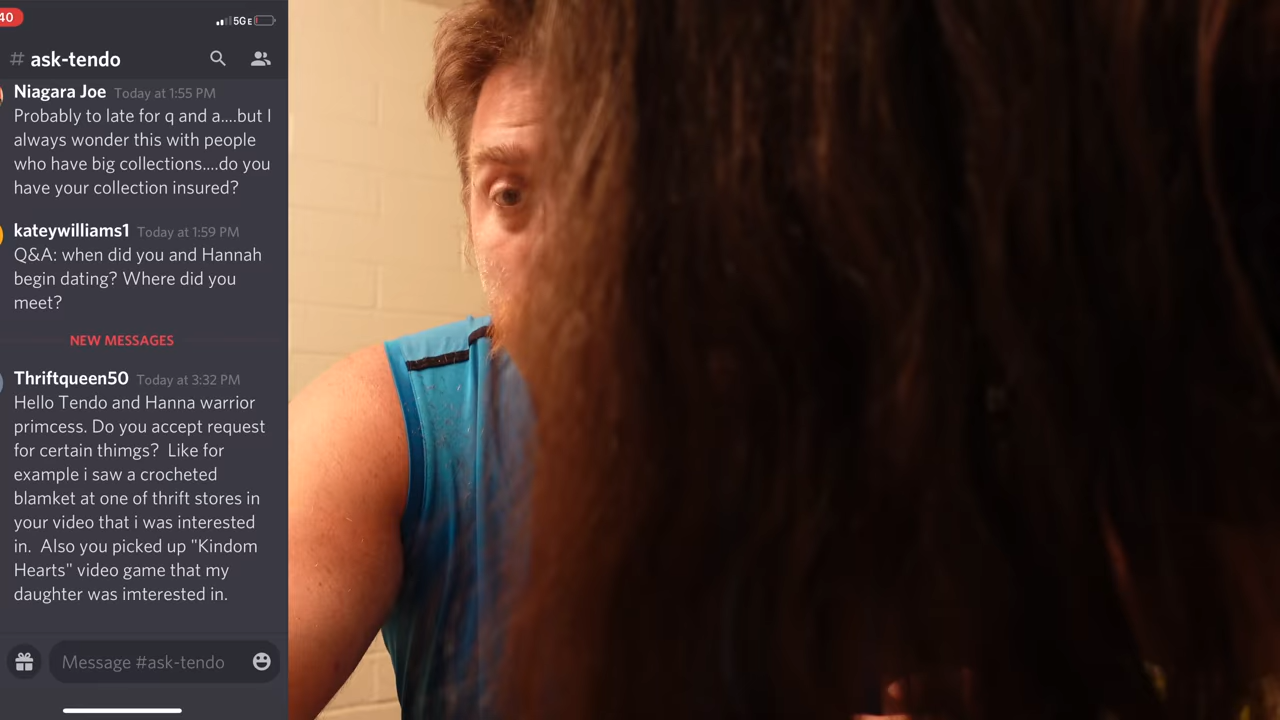 40
5GE
# ask-tendo
Niagara Joe Today at 1:55 PM
Probably to late for q and a....but I
always wonder this with people
who have big collections....do you
have your collection insured?
kateywilliams1 Today at 1:59 PM
Q&A: when did you and Hannah
begin dating? Where did you
meet?
NEW MESSAGES
Thriftqueen50 Today at 3:32 PM
Hello Tendo and Hanna warrior
primcess. Do you accept request
for certain thimgs? Like for
example i saw a crocheted
blamket at one of thrift stores in
your video that i was interested
in. Also you picked up "Kindom
Hearts" video game that my
daughter was imterested in.
Message #ask-tendo